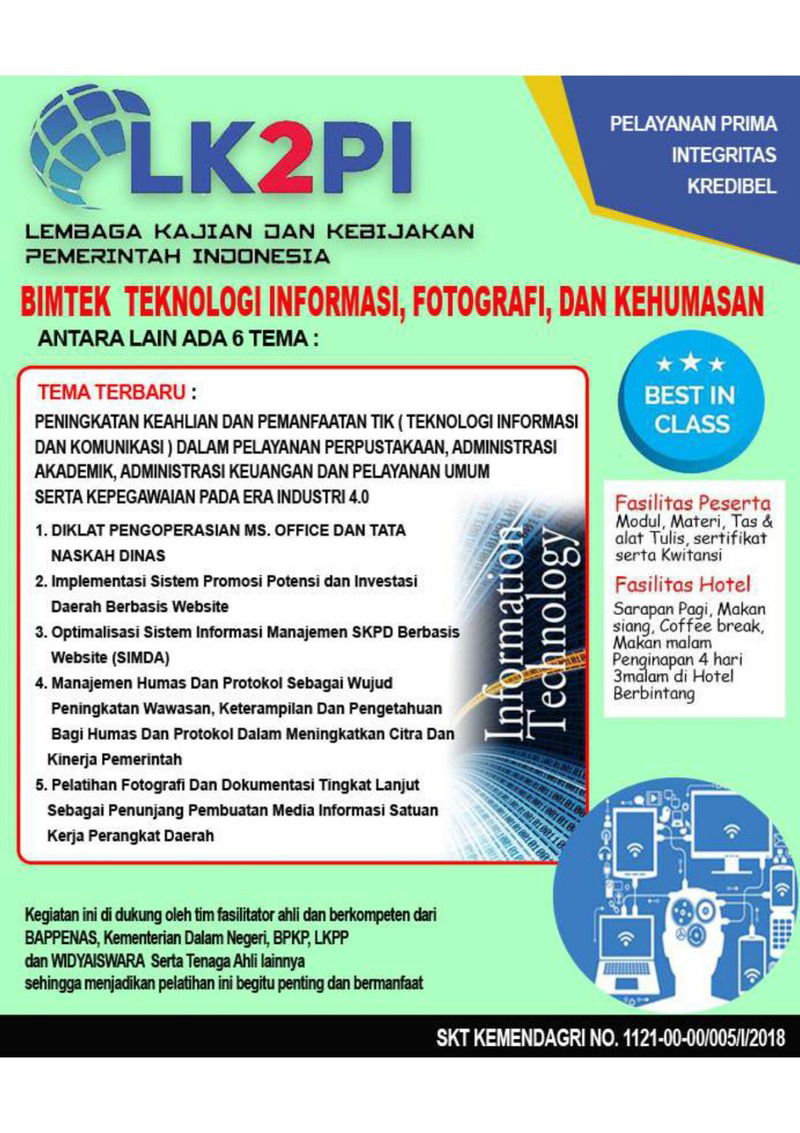 LK2PI
LEMBAGA KAJIAN DAN KEBIJAKAN
PEMERINTAH INDONESIA
PELAYANAN PRIMA
INTEGRITAS
KREDIBEL
BIMTEK TEKNOLOGI INFORMASI, FOTOGRAFI, DAN KEHUMASAN
ANTARA LAIN ADA 6 TEMA :
TEMA TERBARU :
PENINGKATAN KEAHLIAN DAN PEMANFAATAN TIK ( TEKNOLOGI INFORMASI
DAN KOMUNIKASI ) DALAM PELAYANAN PERPUSTAKAAN, ADMINISTRASI
AKADEMIK, ADMINISTRASI KEUANGAN DAN PELAYANAN UMUM
SERTA KEPEGAWAIAN PADA ERA INDUSTRI 4.0
1. DIKLAT PENGOPERASIAN MS. OFFICE DAN TATA
NASKAH DINAS
2. Implementasi Sistem Promosi Potensi dan Investasi
Daerah Berbasis Website
3. Optimalisasi Sistem Informasi Manajemen SKPD Berbasis
Website (SIMDA)
4. Manajemen Humas Dan Protokol Sebagai Wujud
Peningkatan Wawasan, Keterampilan Dan Pengetahuan
Bagi Humas Dan Protokol Dalam Meningkatkan Citra Dan
Kinerja Pemerintah
5. Pelatihan Fotografi Dan Dokumentasi Tingkat Lanjut
Sebagai Penunjang Pembuatan Media Informasi Satuan
Kerja Perangkat Daerah
Information
Technology
BEST IN
CLASS
Fasilitas Peserta
Modul, Materi, Tas &
alat Tulis, sertifikat
serta Kwitansi
Fasilitas Hotel
Sarapan Pagi, Makan
siang, Coffee break,
Makan malam
Penginapan 4 hari
3malam di Hotel
Berbintang
Kegiatan ini di dukung oleh tim fasilitator ahli dan berkompeten dari
BAPPENAS, Kementerian Dalam Negeri, BPKP, LKPP
dan WIDYAISWARA Serta Tenaga Ahli lainnya
sehingga menjadikan pelatihan ini begitu penting dan bermanfaat
SKT KEMENDAGRI NO. 1121-00-00/005/I/2018